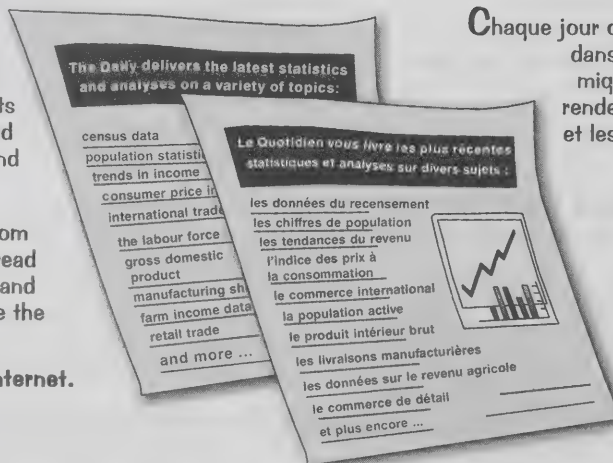 ts
d
nd
om
ead
and
e the
nternet.
The Daily delivers the latest statistics
and analyses on a variety of topics:
census data
population statisti
trends in income
consumer price in
international trad
the labour force
gross domestic
product
manufacturing sh
farm income data
retail trade
and more ...
Le Quotidien vous livre les plus récentes
statistiques et analyses sur divers sujets :
les données du recensement
les chiffres de population
les tendances du revenu
l'indice des prix à
la consommation
le commerce international
la population active
le produit intérieur brut
les livraisons manufacturières
les données sur le revenu agricole
le commerce de détail
et plus encore ...
Chaque jour
dans
miq
rende
et les